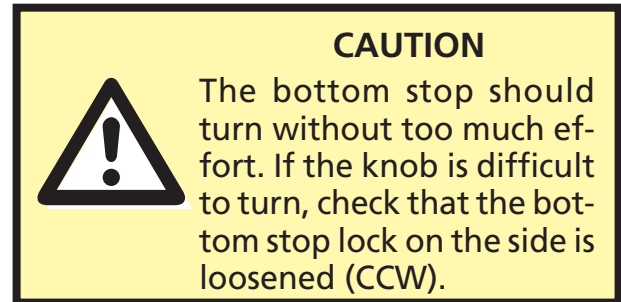 CAUTION
The bottom stop should
turn without too much ef-
fort. If the knob is difficult
to turn, check that the bot-
tom stop lock on the side is
loosened (CCW).